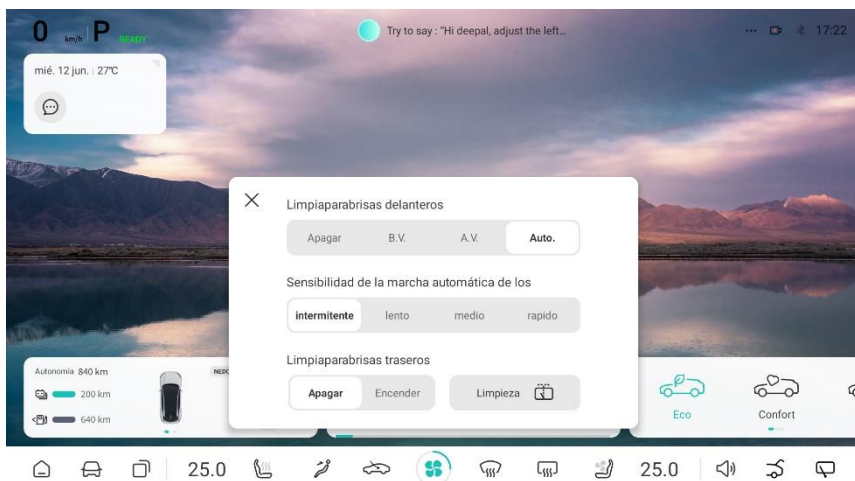 0 km/h P READY
Try to say : "Hi deepal, adjust the left...
17:22
mié. 12 jun. 27℃
Limpiaparabrisas delanteros
Apagar B.V. A.V. Auto.
Sensibilidad de la marcha automática de los
intermitente lento medio rapido
Limpiaparabrisas traseros
Apagar Encender Limpieza
Autonomía 840 km
200 km
640 km
NEDC
Eco
Confort
25.0 25.0